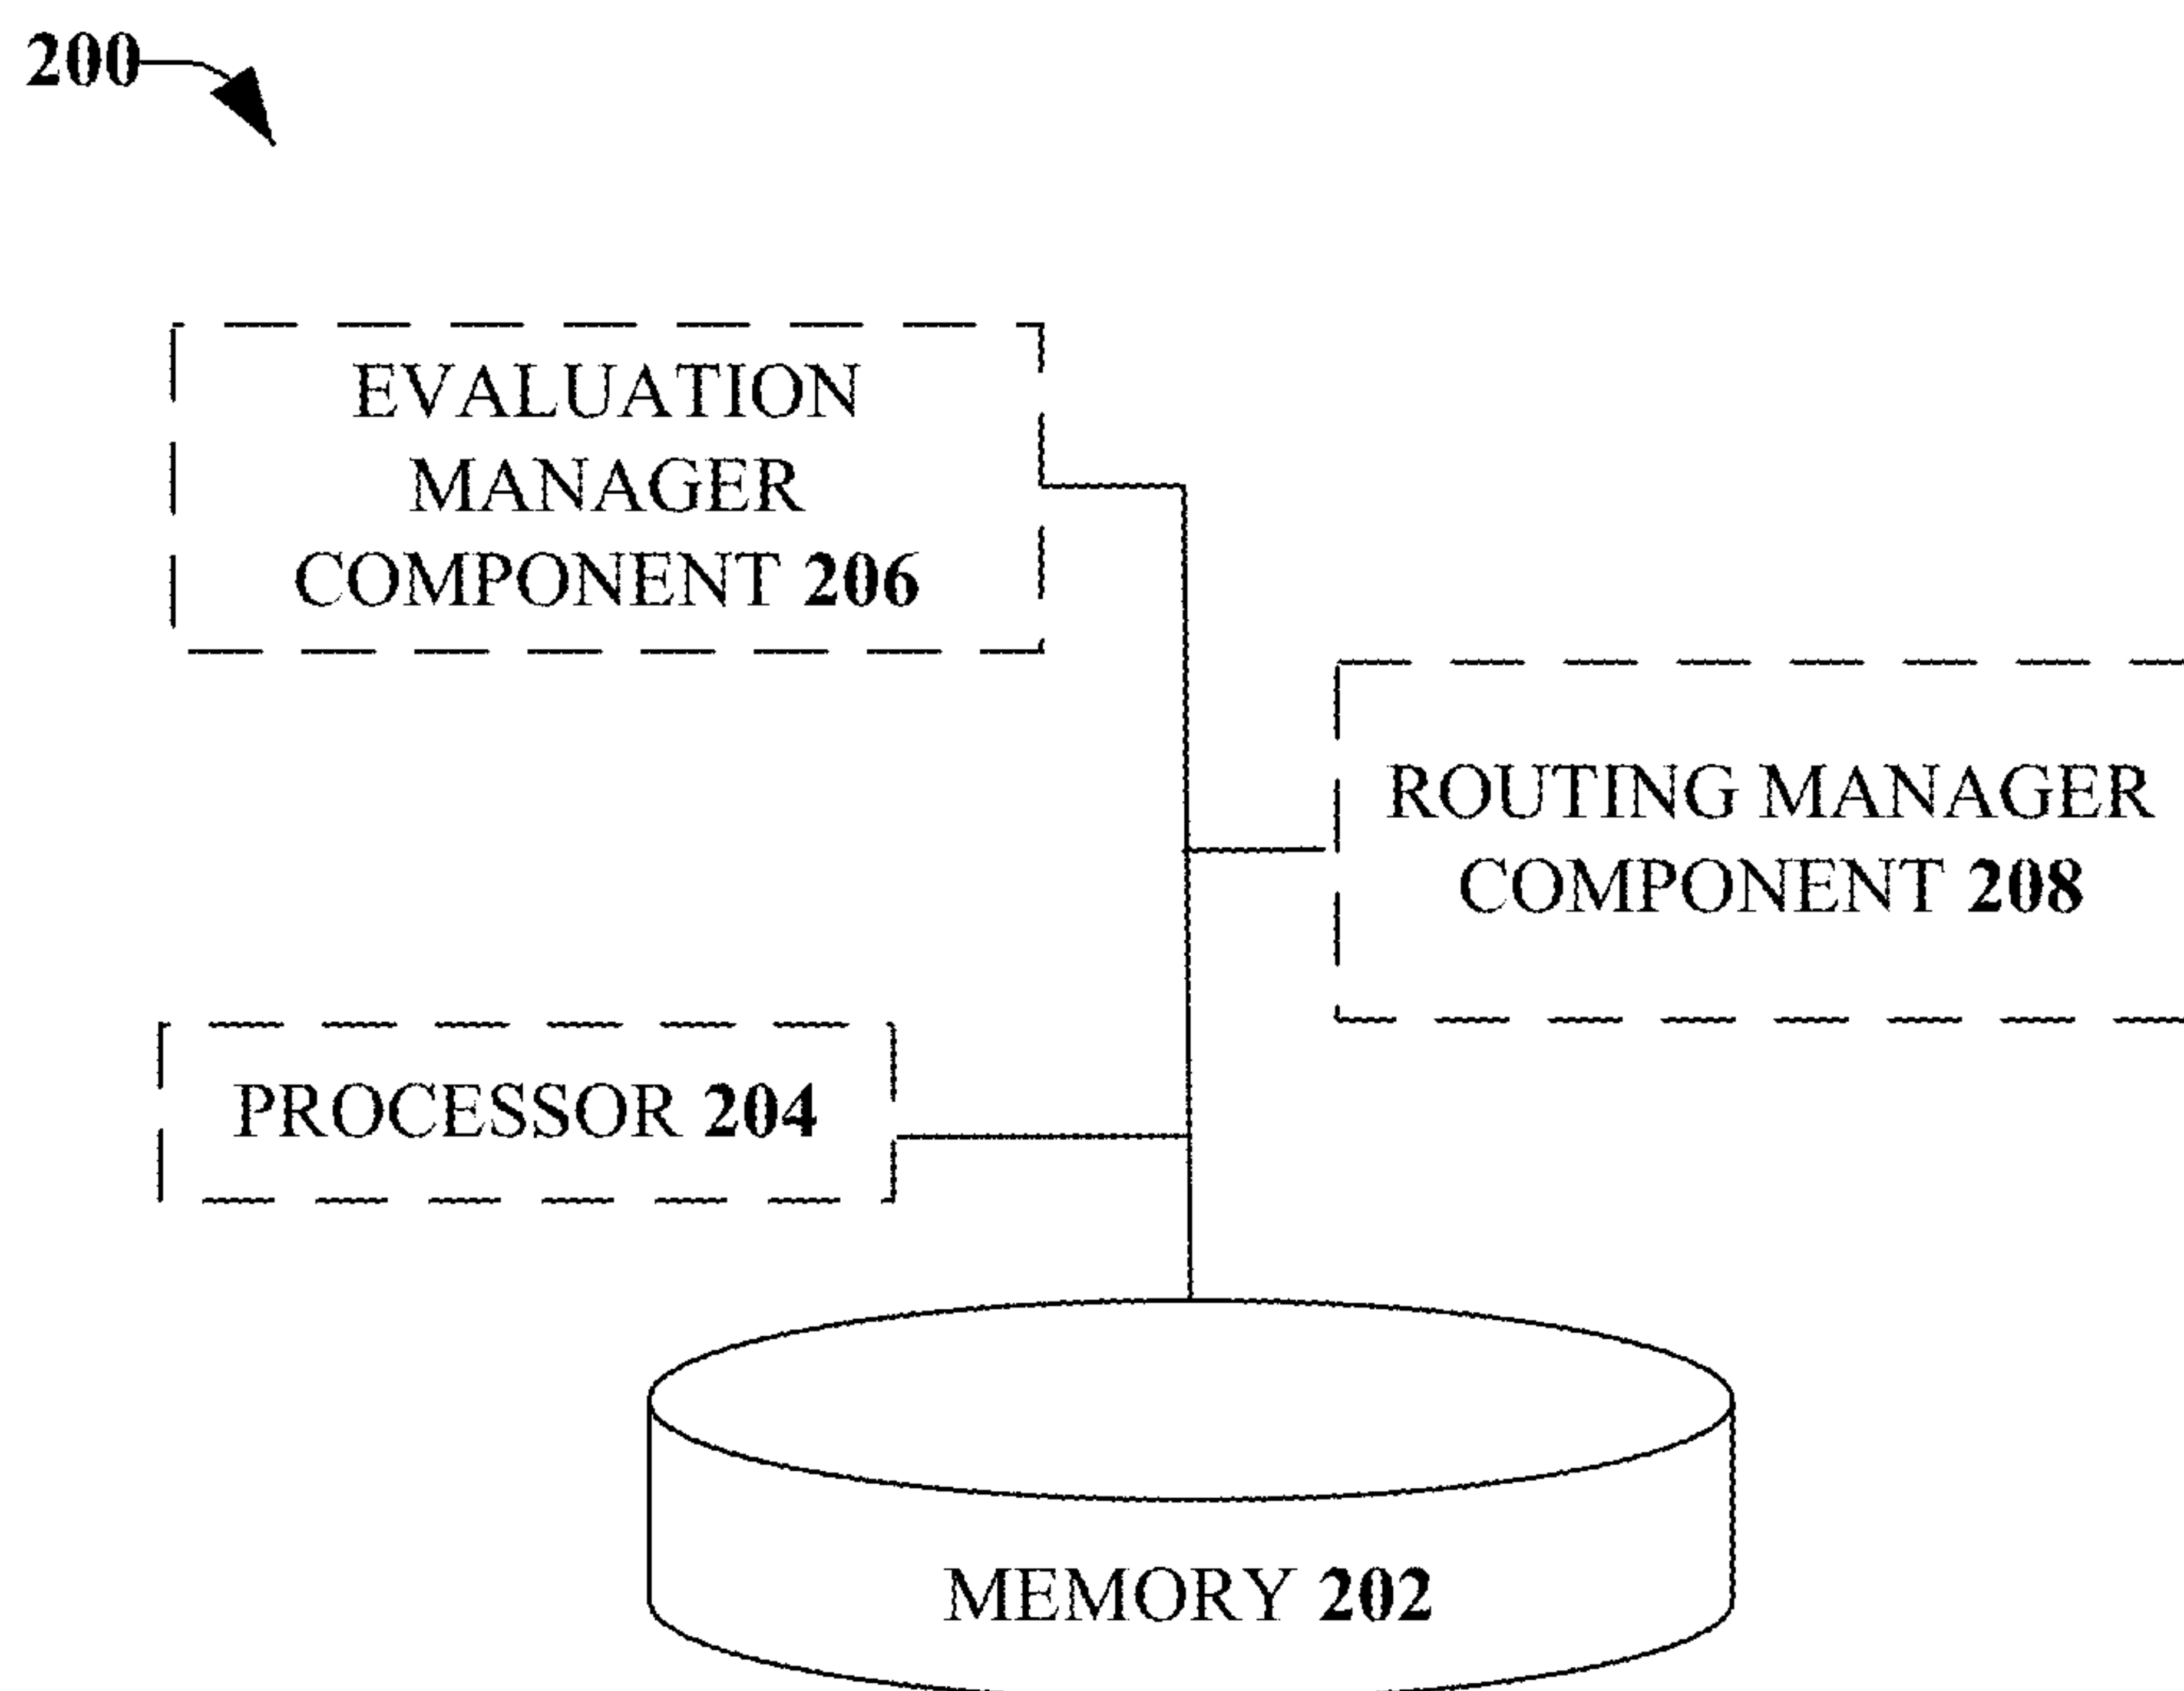 200
EVALUATION
MANAGER
COMPONENT 206
ROUTING MANAGER
COMPONENT 208
PROCESSOR 204
MEMORY 202